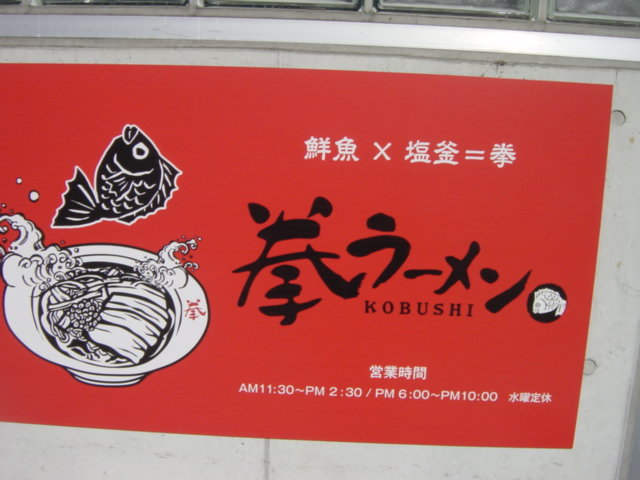 鮮魚×塩釜=拳
拳ラーメン
KOBUSHI
拳
営業時間
AM11:30～PM 2:30 / PM 6:00～PM10:00 水曜定休